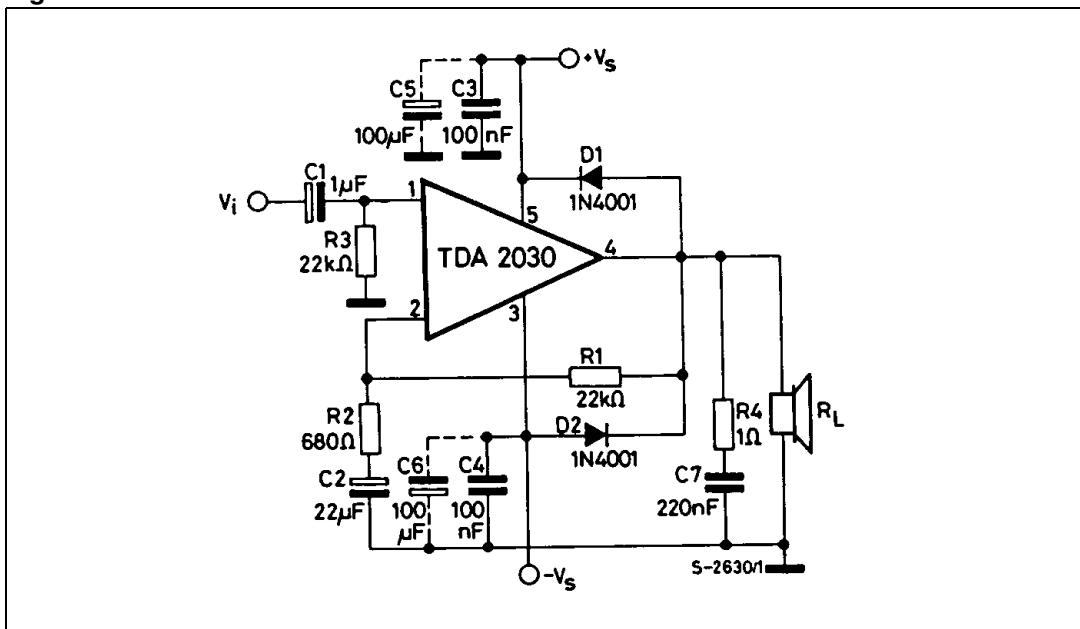 +Vs
C5
C3
100µF
100 nF
D1
1N4001
C1
1µF
Vi
1
5
R3
22kΩ
TDA 2030
4
2
3
R1
22kΩ
R2
680Ω
D2
1N4001
R4
1Ω
RL
C6
C4
C2
22µF
100
µF
100
nF
C7
220nF
S-2630/1
-Vs